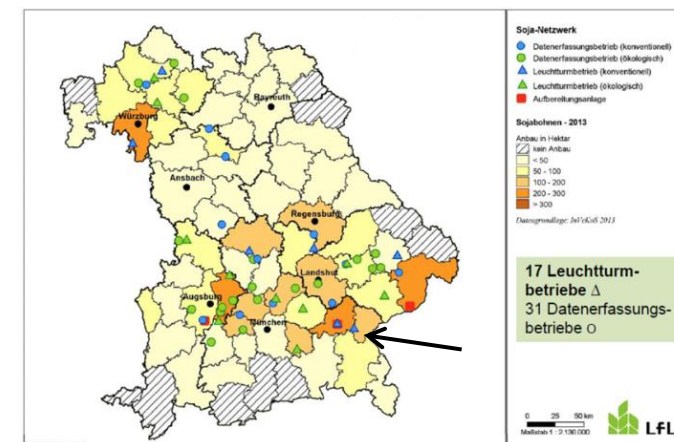 Bayreuth
Würzburg
Ansbach
Regensburg
Landshut
Augsburg
München
Soja-Netzwerk
Datenerfassungsbetrieb (konventionell)
Datenerfassungsbetrieb (ökologisch)
Leuchtturmbetrieb (konventionell)
Leuchtturmbetrieb (ökologisch)
Aufbereitungsanlage
Sojabohnen - 2013
Anbau in Hektar
kein Anbau
< 50
50 - 100
100 - 200
200 - 300
> 300
Datengrundlage: InVeKoS 2013
17 Leuchtturm-
betriebe Δ
31 Datenerfassungs-
betriebe O
0 25 50 km
Maßstab 1 : 2.130.000
LfL